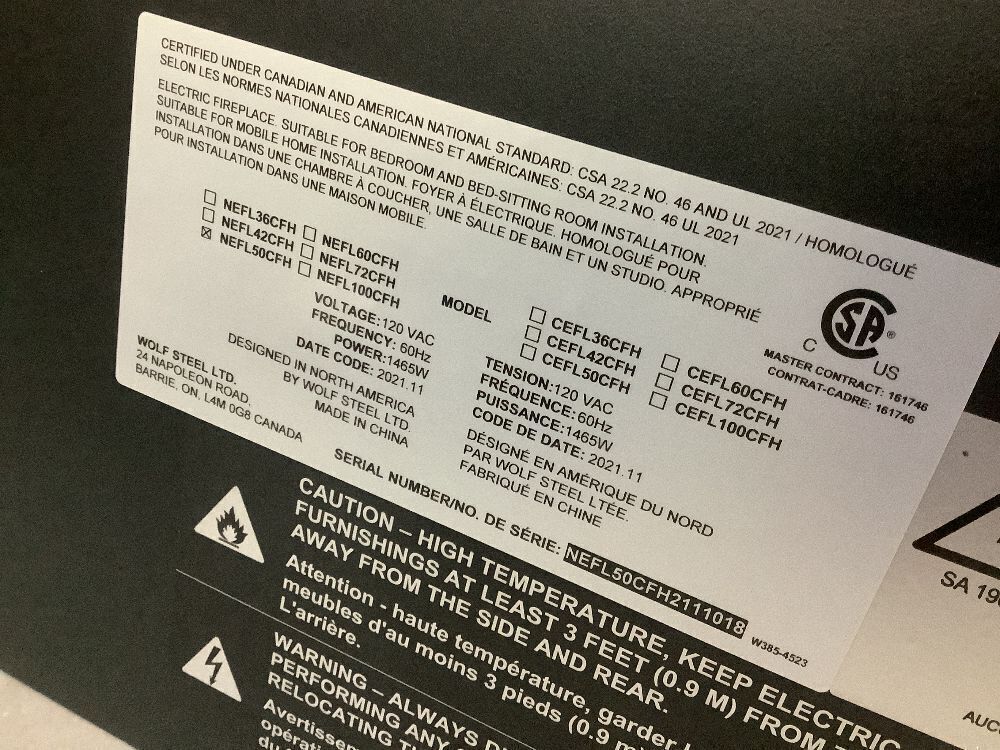 CERTIFIED UNDER CANADIAN AND AMERICAN NATIONAL STANDARD: CSA 22.2 NO. 46 AND UL 2021 / HOMOLOGUÉ
SELON LES NORMES NATIONALES CANADIENNES ET AMÉRICAINES: CSA 22.2 NO. 46 UL 2021
ELECTRIC FIREPLACE. SUITABLE FOR BEDROOM AND BED-SITTING ROOM INSTALLATION.
SUITABLE FOR MOBILE HOME INSTALLATION. FOYER À ÉLECTRIQUE. HOMOLOGUÉ POUR
INSTALLATION DANS UNE CHAMBRE À COUCHER, UNE SALLE DE BAIN ET UN STUDIO. APPROPRIÉ
POUR INSTALLATION DANS UNE MAISON MOBILE.
☐ NEFL36CFH ☐ NEFL60CFH
☐ NEFL42CFH ☐ NEFL72CFH
☒ NEFL50CFH ☐ NEFL100CFH
MODEL
☐ CEFL36CFH ☐ CEFL60CFH
☐ CEFL42CFH ☐ CEFL72CFH
☐ CEFL50CFH ☐ CEFL100CFH
CSA ®
C US
MASTER CONTRACT: 161746
CONTRAT-CADRE: 161746
VOLTAGE:120 VAC
FREQUENCY: 60Hz
POWER:1465W
DATE CODE: 2021.11
DESIGNED IN NORTH AMERICA
BY WOLF STEEL LTD.
MADE IN CHINA
TENSION:120 VAC
FRÉQUENCE:60Hz
PUISSANCE:1465W
CODE DE DATE: 2021.11
DÉSIGNÉ EN AMÉRIQUE DU NORD
PAR WOLF STEEL LTÉE.
FABRIQUÉ EN CHINE
WOLF STEEL LTD.
24 NAPOLEON ROAD.
BARRIE, ON, L4M 0G8 CANADA
SERIAL NUMBER/NO. DE SÉRIE: NEFL50CFH2111018
W385-4523
CAUTION – HIGH TEMPERATURE, KEEP ELECTRIC
FURNISHINGS AT LEAST 3 FEET (0.9 M) FROM
AWAY FROM THE SIDE AND REAR.
Attention - haute température, garder
meubles d'au moins 3 pieds (0.9 m)
L'arrière.
WARNING – ALWAYS
PERFORMING ANY
RELOCATING
SA 19
AUC